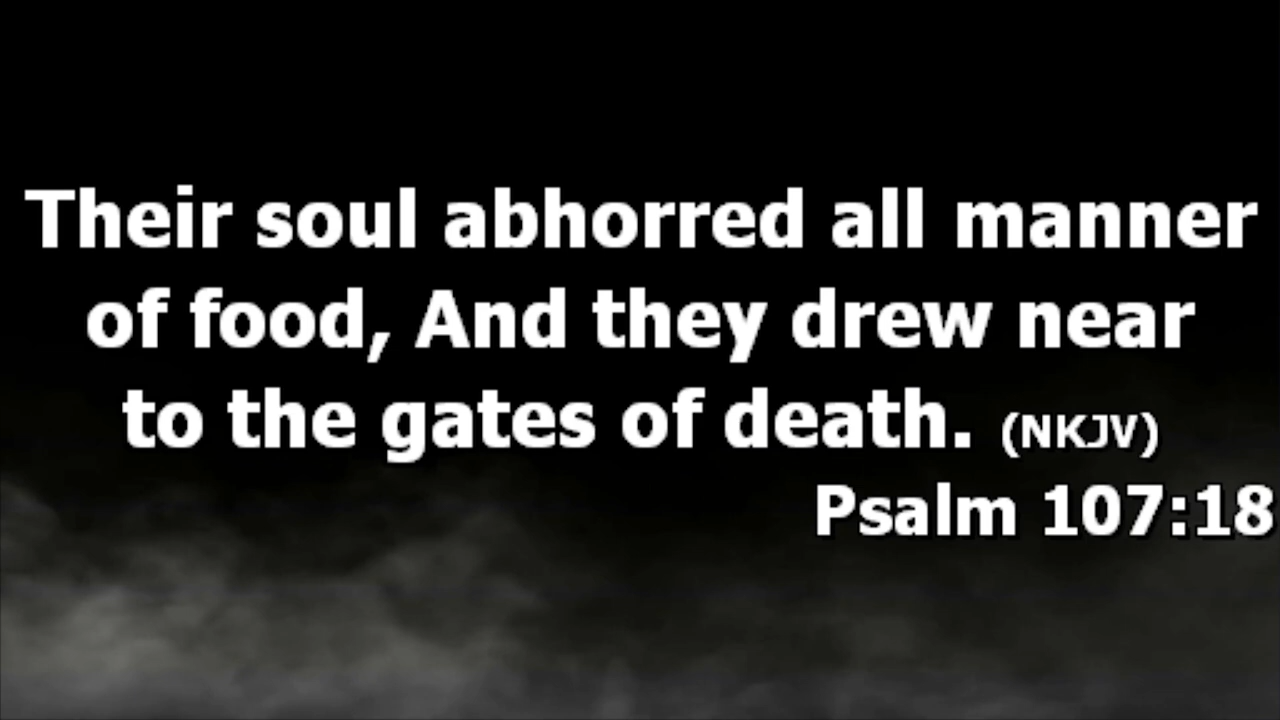 Their soul abhorred all manner
of food, And they drew near
to the gates of death. (NKJV)
Psalm 107:18